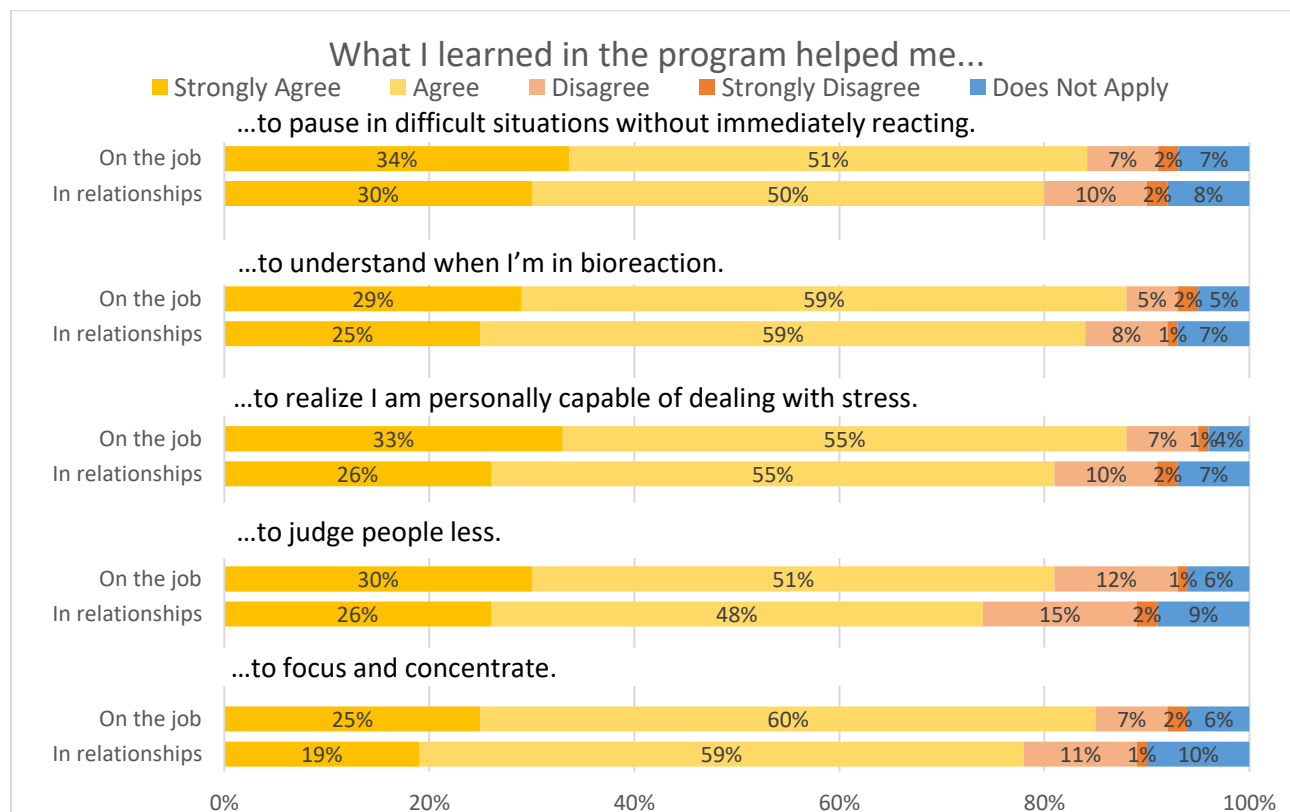 What I learned in the program helped me...
Strongly Agree Agree Disagree Strongly Disagree Does Not Apply
...to pause in difficult situations without immediately reacting.
On the job 34% 51% 7% 2% 7%
In relationships 30% 50% 10% 2% 8%
...to understand when I’m in bioreaction.
On the job 29% 59% 5% 2% 5%
In relationships 25% 59% 8% 1% 7%
...to realize I am personally capable of dealing with stress.
On the job 33% 55% 7% 1% 4%
In relationships 26% 55% 10% 2% 7%
...to judge people less.
On the job 30% 51% 12% 1% 6%
In relationships 26% 48% 15% 2% 9%
...to focus and concentrate.
On the job 25% 60% 7% 2% 6%
In relationships 19% 59% 11% 1% 10%
0% 20% 40% 60% 80% 100%